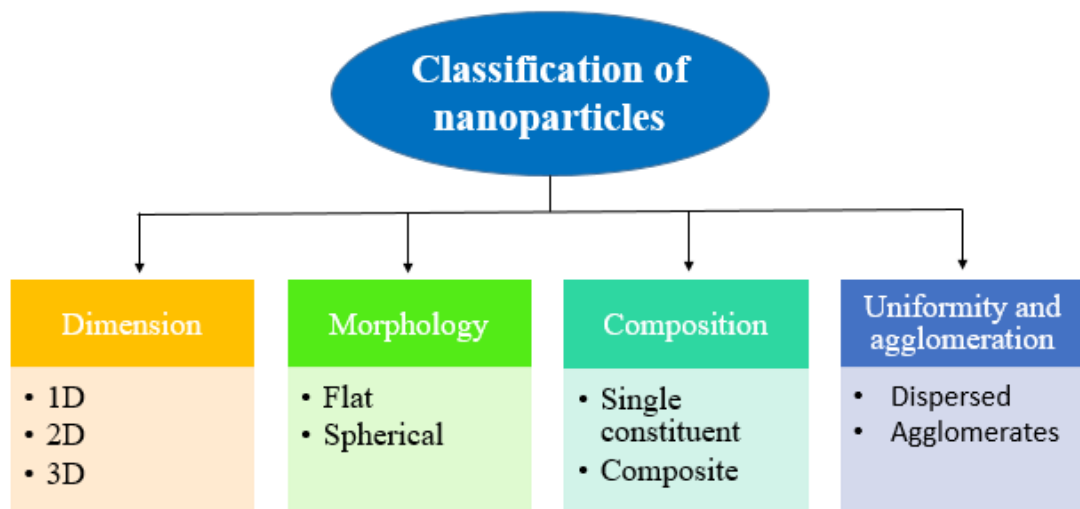 Classification of
nanoparticles
Dimension
• 1D
• 2D
• 3D
Morphology
• Flat
• Spherical
Composition
• Single
constituent
• Composite
Uniformity and
agglomeration
• Dispersed
• Agglomerates